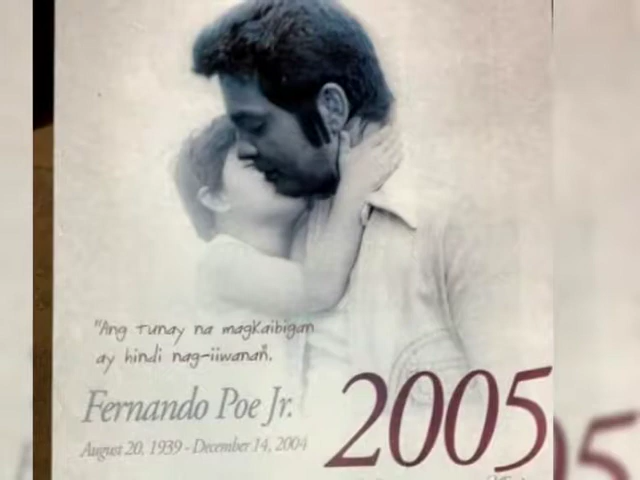 "Ang tunay na magkaibigan
ay hindi nag-iiwanan.
Fernando Poe Jr.
August 20, 1939 - December 14, 2004
2005